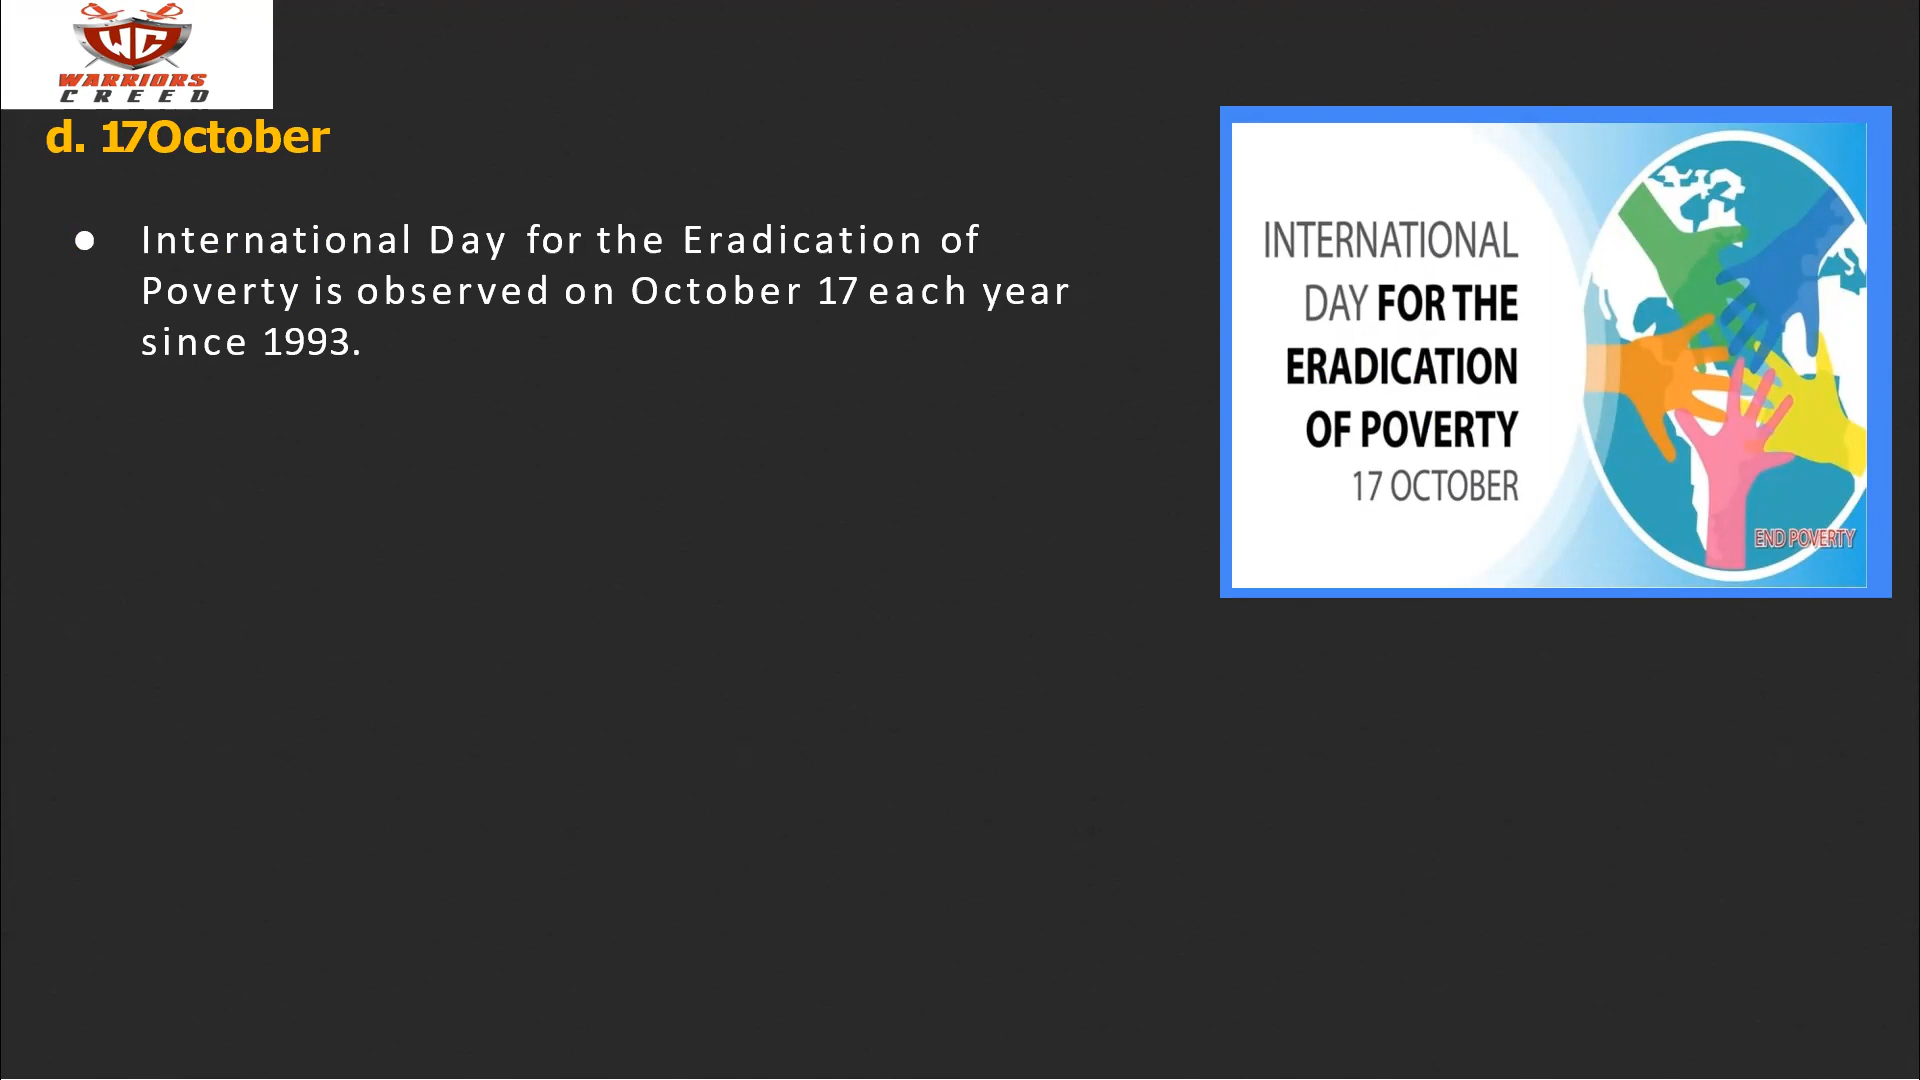 WC
WARRIORS
CREED
d. 17October
● International Day for the Eradication of
Poverty is observed on October 17 each year
since 1993.
INTERNATIONAL
DAY FOR THE
ERADICATION
OF POVERTY
17 OCTOBER
END POVERTY